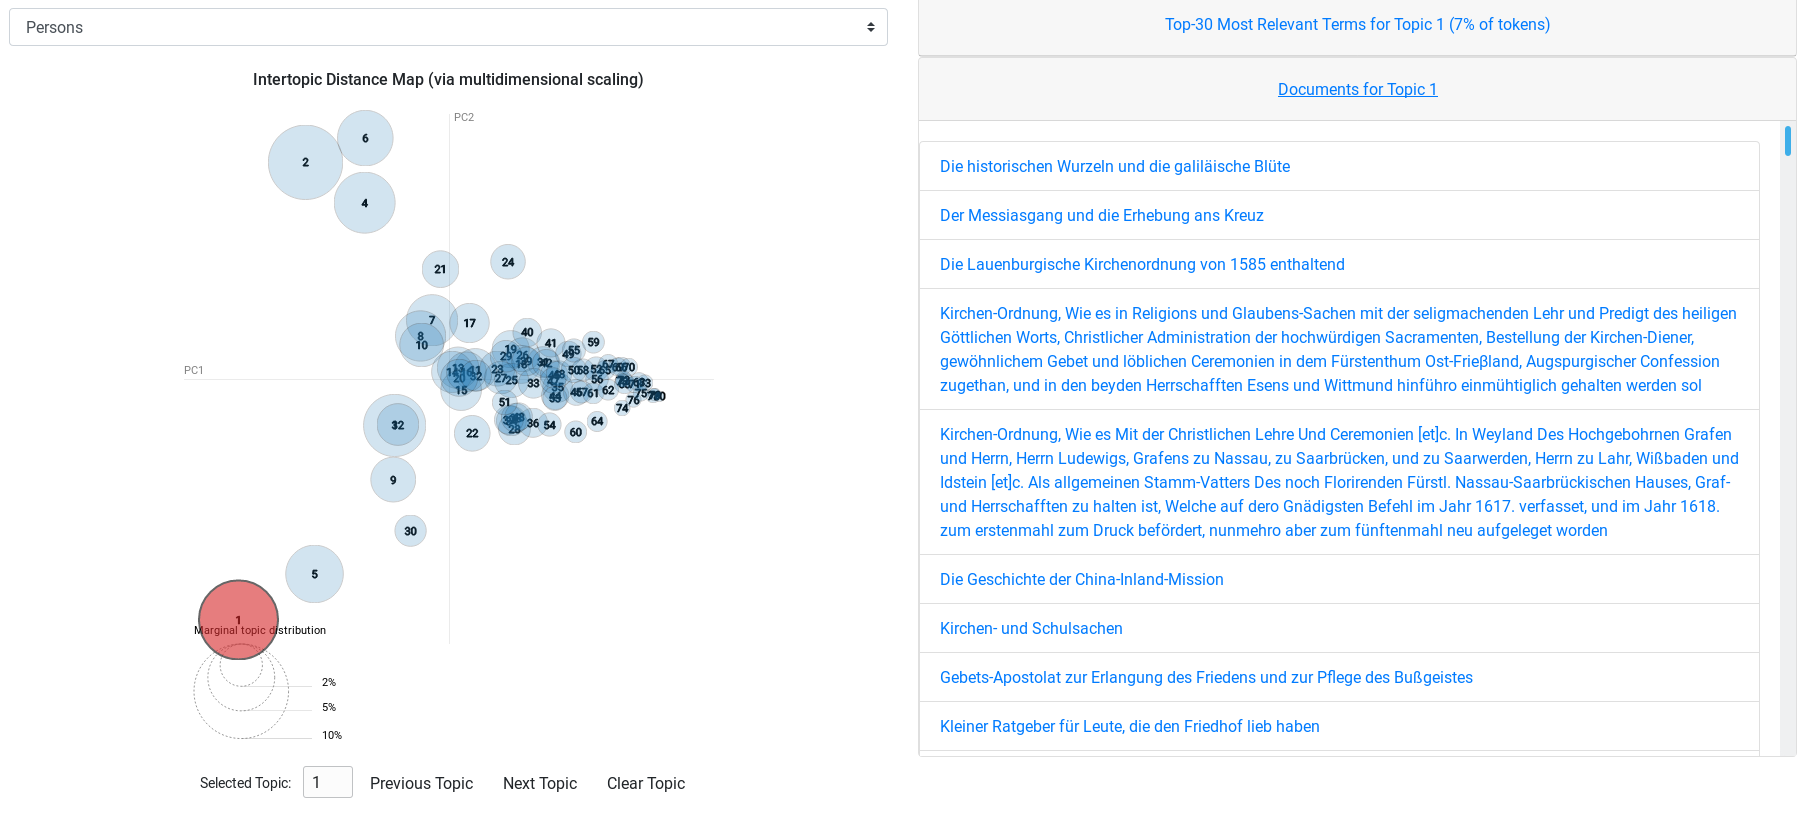 Persons
Intertopic Distance Map (via multidimensional scaling)
PC2
PC1
6
2
4
21
24
7
17
8
10
40
41
59
19
29
26
49
55
13
11
32
20
15
23
27
25
33
50
58
56
62
61
51
36
54
28
22
60
64
74
76
9
30
5
1
Marginal topic distribution
2%
5%
10%
Selected Topic: 1 Previous Topic Next Topic Clear Topic
Top-30 Most Relevant Terms for Topic 1 (7% of tokens)
Documents for Topic 1
Die historischen Wurzeln und die galiläische Blüte
Der Messiasgang und die Erhebung ans Kreuz
Die Lauenburgische Kirchenordnung von 1585 enthaltend
Kirchen-Ordnung, Wie es in Religions und Glaubens-Sachen mit der seligmachenden Lehr und Predigt des heiligen
Göttlichen Worts, Christlicher Administration der hochwürdigen Sacramenten, Bestellung der Kirchen-Diener,
gewöhnlichem Gebet und löblichen Ceremonien in dem Fürstenthum Ost-Frieβland, Augspurgischer Confession
zugethan, und in den beyden Herrschafften Esens und Wittmund hinführo einmühtiglich gehalten werden sol
Kirchen-Ordnung, Wie es Mit der Christlichen Lehre Und Ceremonien [et]c. In Weyland Des Hochgebohrnen Grafen
und Herrn, Herrn Ludewigs, Grafens zu Nassau, zu Saarbrücken, und zu Saarwerden, Herrn zu Lahr, Wißbaden und
Idstein [et]c. Als allgemeinen Stamm-Vatters Des noch Florirenden Fürstl. Nassau-Saarbrückischen Hauses, Graf-
und Herrschafften zu halten ist, Welche auf dero Gnädigsten Befehl im Jahr 1617. verfasset, und im Jahr 1618.
zum erstenmahl zum Druck befördert, nunmehro aber zum fünftenmahl neu aufgeleget worden
Die Geschichte der China-Inland-Mission
Kirchen- und Schulsachen
Gebets-Apostolat zur Erlangung des Friedens und zur Pflege des Bußgeistes
Kleiner Ratgeber für Leute, die den Friedhof lieb haben